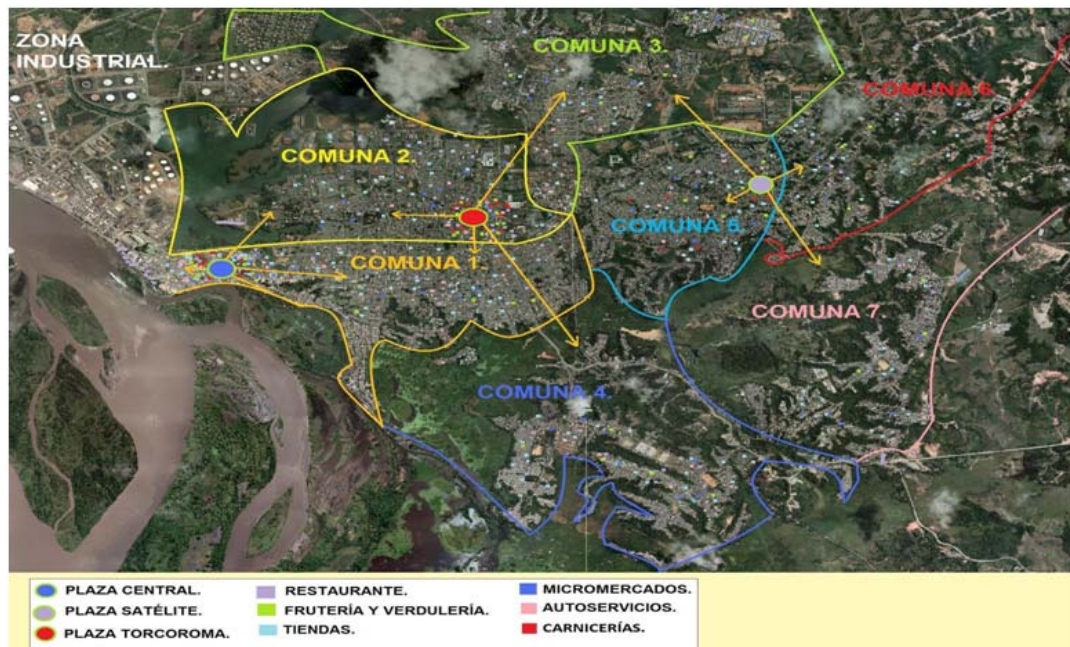 ZONA
INDUSTRIAL.
COMUNA 3.
COMUNA 6.
COMUNA 2.
COMUNA 5.
COMUNA 1.
COMUNA 7.
COMUNA 4.
PLAZA CENTRAL.
PLAZA SATÉLITE.
PLAZA TORCOROMA.
RESTAURANTE.
FRUTERÍA Y VERDULERÍA.
TIENDAS.
MICROMERCADOS.
AUTOSERVICIOS.
CARNICERÍAS.